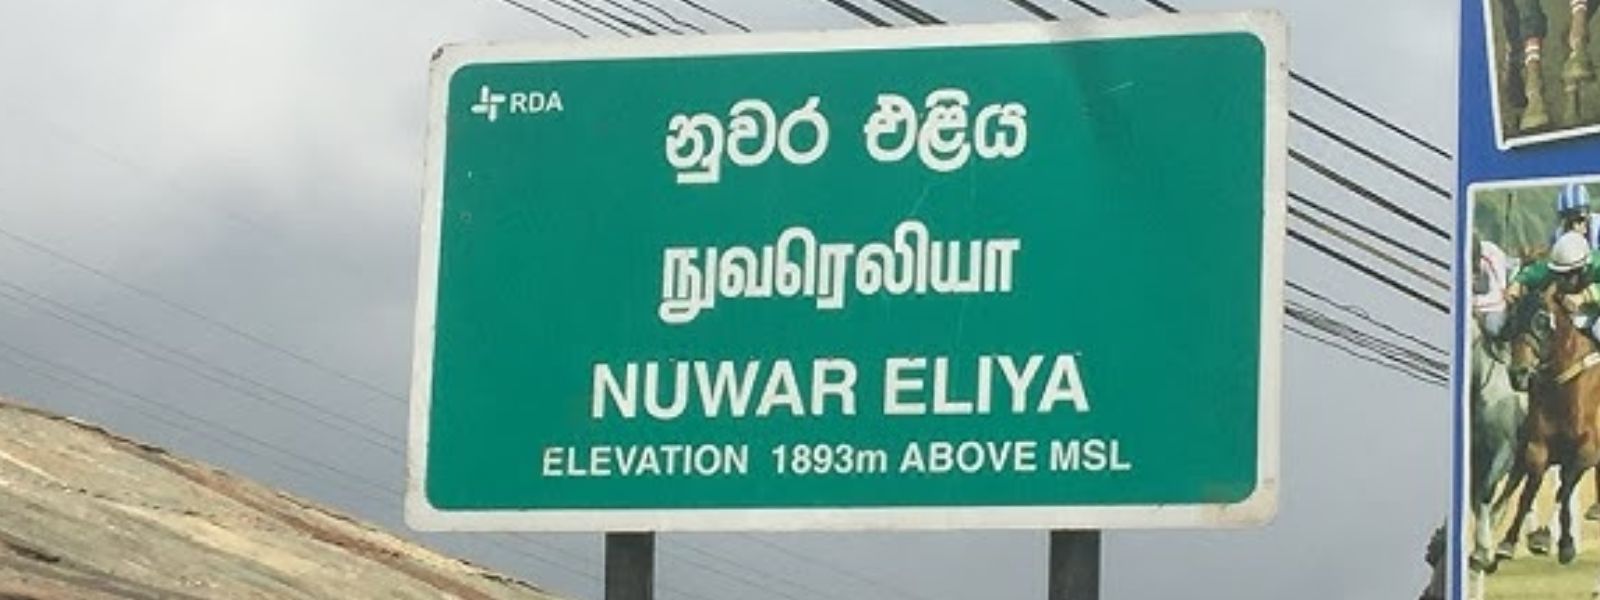 RDA
නුවර එළිය
நுவரெலியா
NUWAR ELIYA
ELEVATION 1893m ABOVE MSL